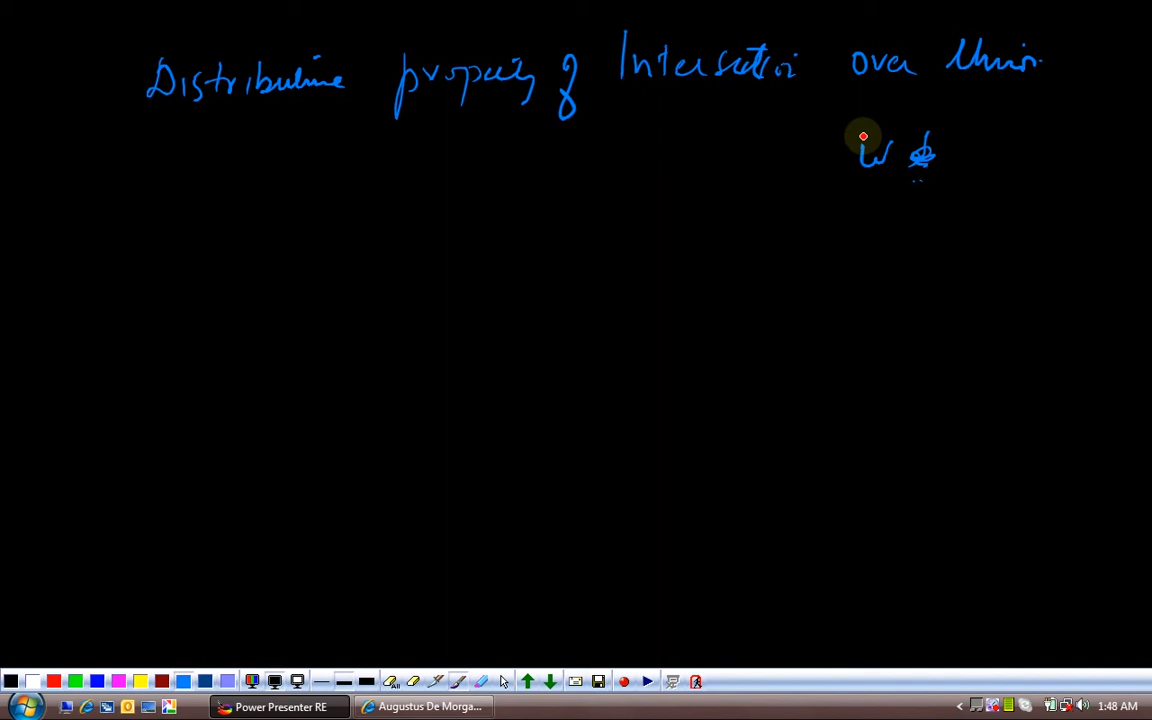 Distributive property of Intersection over Union
Power Presenter RE
Augustus De Morga...
1:48 AM